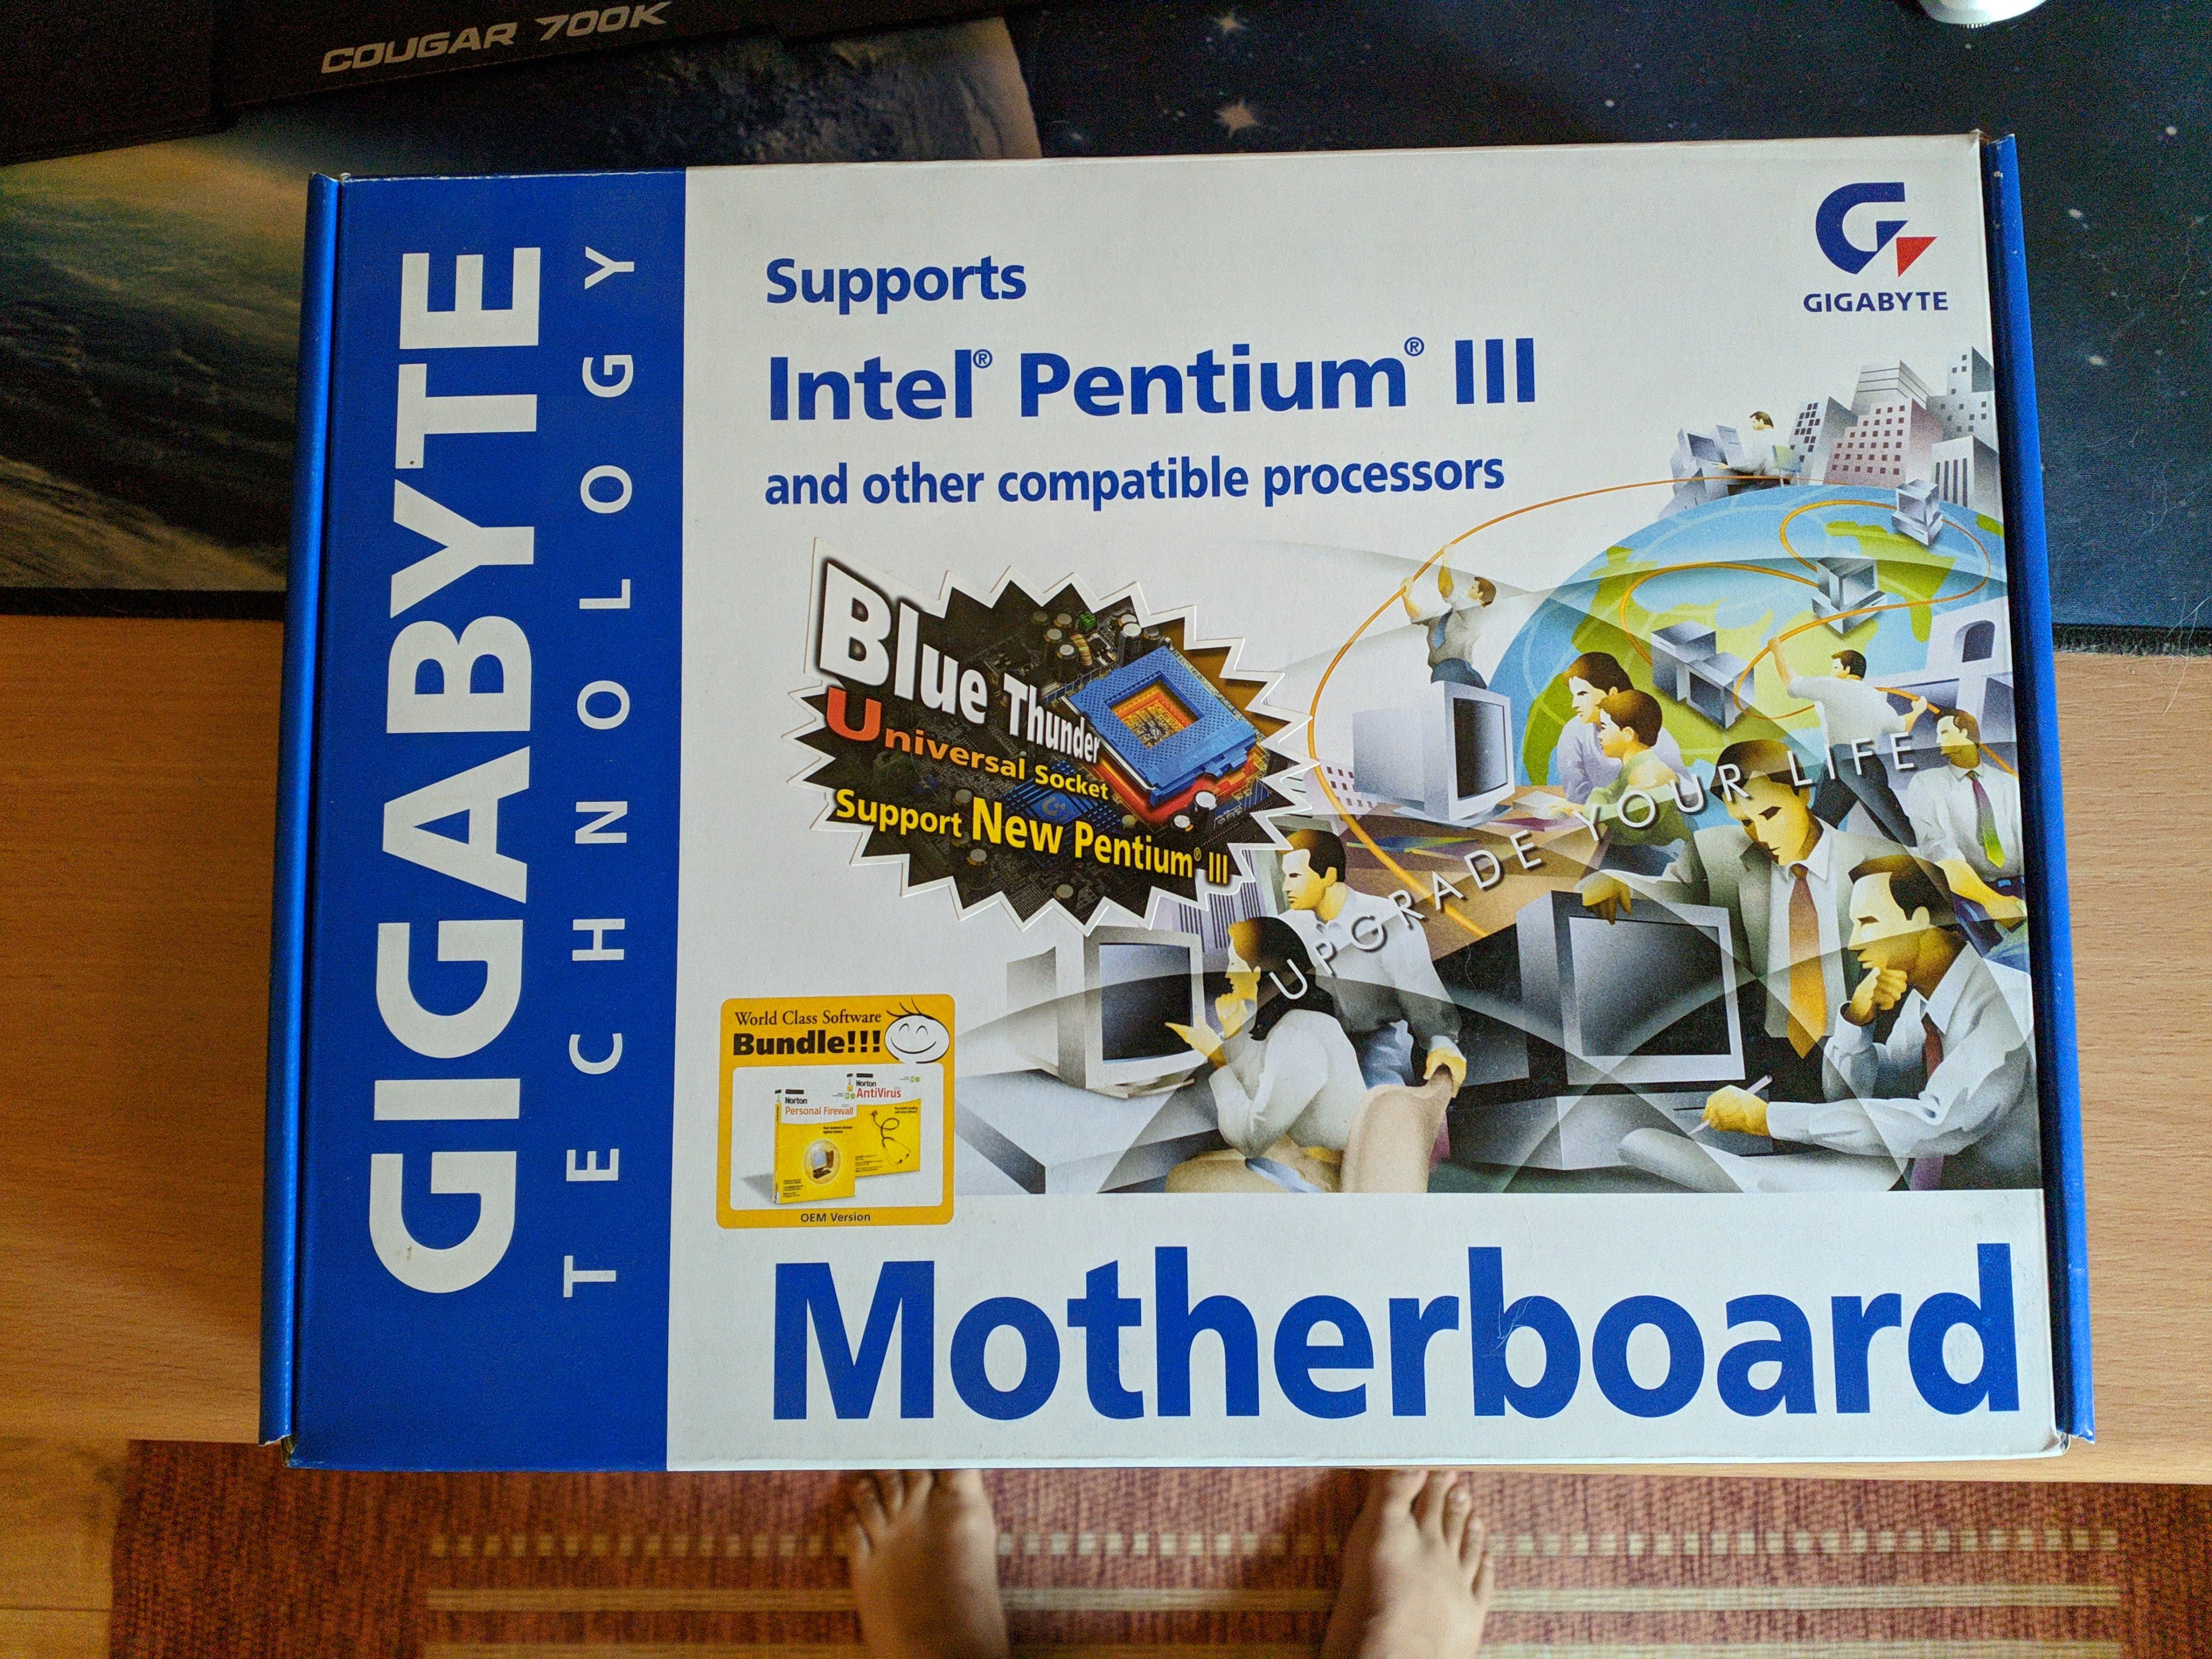 COUGAR 700K
GIGABYTE
TECHNOLOGY
GIGABYTE
Supports
Intel® Pentium® III
and other compatible processors
Blue Thunder
Universal Socket
Support New Pentium® III
UPGRADE YOUR LIFE
World Class Software
Bundle!!!
Norton
AntiVirus
Norton
Personal Firewall
OEM Version
Motherboard